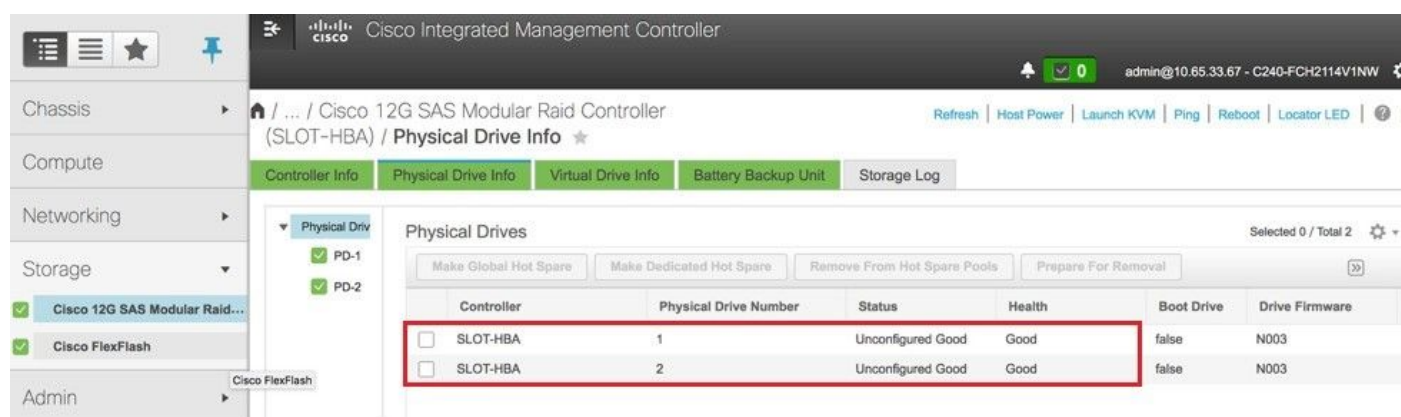 CISCO Cisco Integrated Management Controller
0 admin@10.65.33.67 - C240-FCH2114V1NW
Chassis
Compute
Networking
Storage
Cisco 12G SAS Modular Raid...
Cisco FlexFlash
Cisco FlexFlash
Admin
/ ... / Cisco 12G SAS Modular Raid Controller
(SLOT-HBA) / Physical Drive Info
Refresh | Host Power | Launch KVM | Ping | Reboot | Locator LED |
Controller Info Physical Drive Info Virtual Drive Info Battery Backup Unit Storage Log
Physical Driv
PD-1
PD-2
Physical Drives Selected 0 / Total 2
Make Global Hot Spare Make Dedicated Hot Spare Remove From Hot Spare Pools Prepare For Removal
Controller Physical Drive Number Status Health Boot Drive Drive Firmware
SLOT-HBA 1 Unconfigured Good Good false N003
SLOT-HBA 2 Unconfigured Good Good false N003